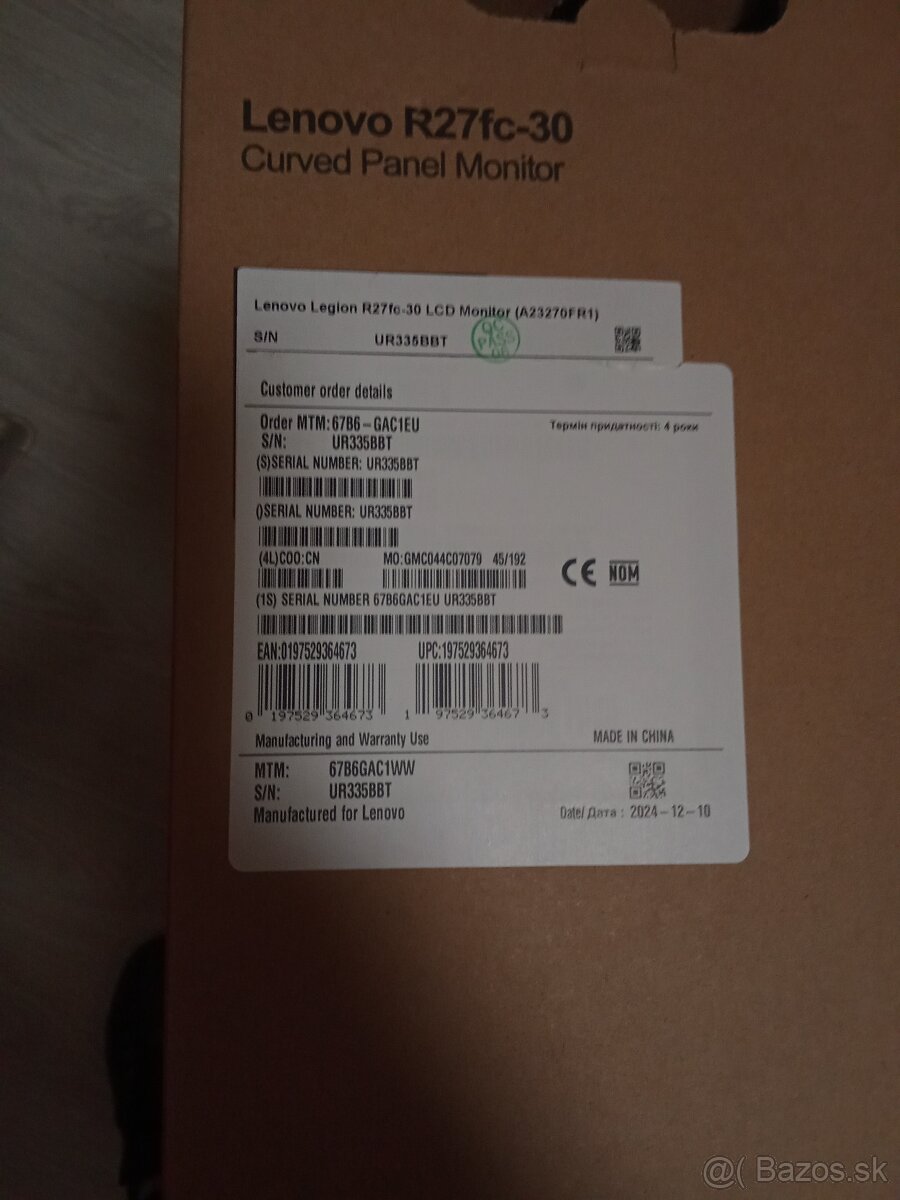 Lenovo R27fc-30
Curved Panel Monitor
Lenovo Legion R27fc-30 LCD Monitor (A23270FR1)
S/N UR335BBT
QC
PASS
06
Customer order details
Order MTM:67B6-GAC1EU Термін придатності: 4 роки
S/N: UR335BBT
(S)SERIAL NUMBER: UR335BBT
()SERIAL NUMBER: UR335BBT
(4L)COO:CN MO:GMC044C07079 45/192
CE NOM
(1S) SERIAL NUMBER 67B6GAC1EU UR335BBT
EAN:0197529364673 UPC:197529364673
0 197529 364673 1 97529 36467 3
Manufacturing and Warranty Use MADE IN CHINA
MTM: 67B6GAC1WW
S/N: UR335BBT
Manufactured for Lenovo Date/ Дата : 2024-12-10
@( Bazos.sk